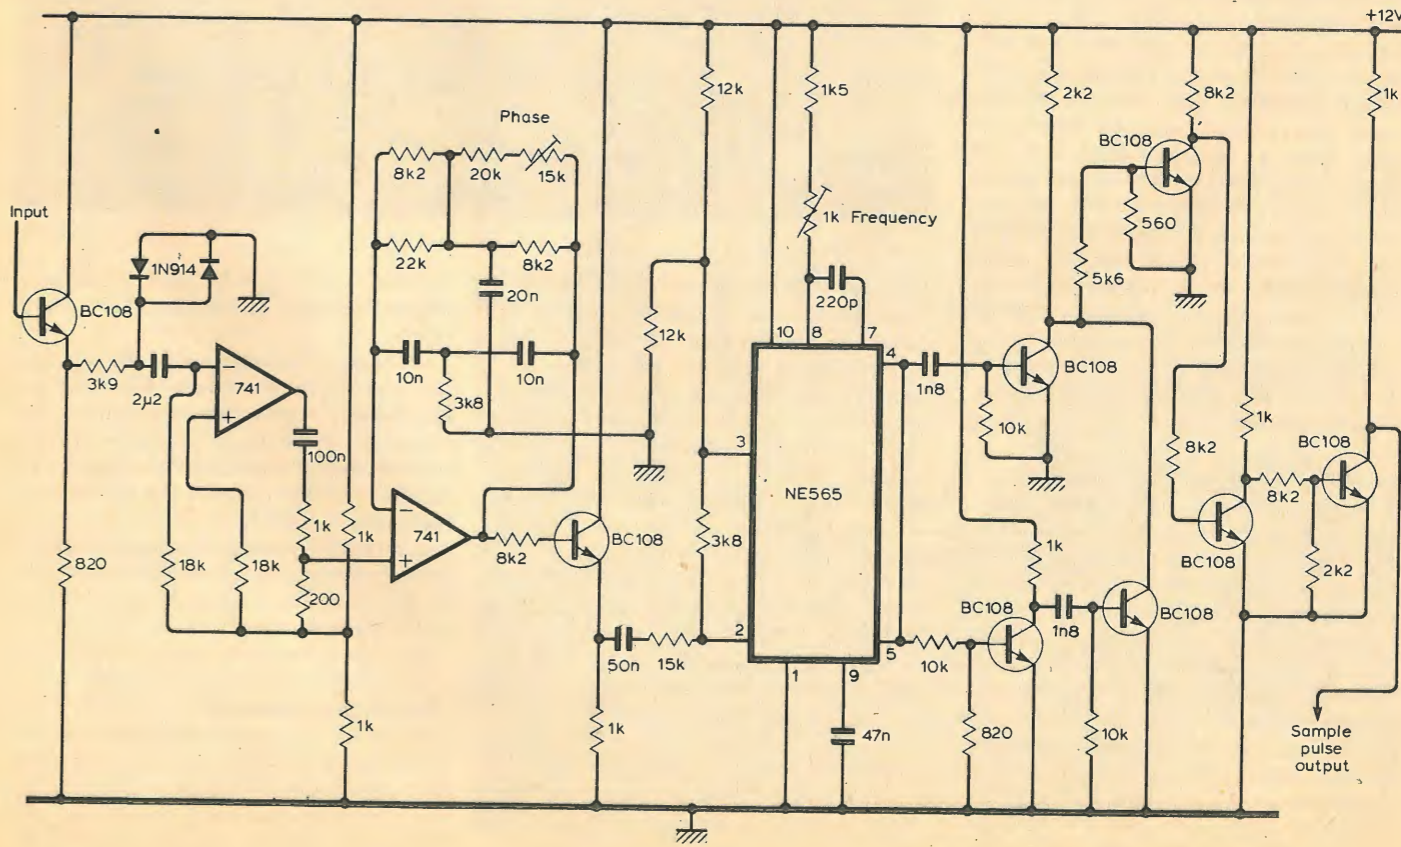 +12V
12k
1k5
2k2
8k2
1k
Phase
BC108
8k2
20k
15k
Input
1k
Frequency
560
1N914
22k
8k2
5k6
20n
220p
BC108
12k
10
8
7
4
BC108
3k9
2µ2
741
10n
10n
1n8
3k8
10k
1k
100n
3
8k2
BC108
NE565
8k2
741
1k
1k
8k2
BC108
3k8
1k
BC108
820
18k
18k
200
2k2
BC108
BC108
2
1n8
50n
15k
5
10k
1
9
1k
1k
47n
820
10k
Sample
pulse
output